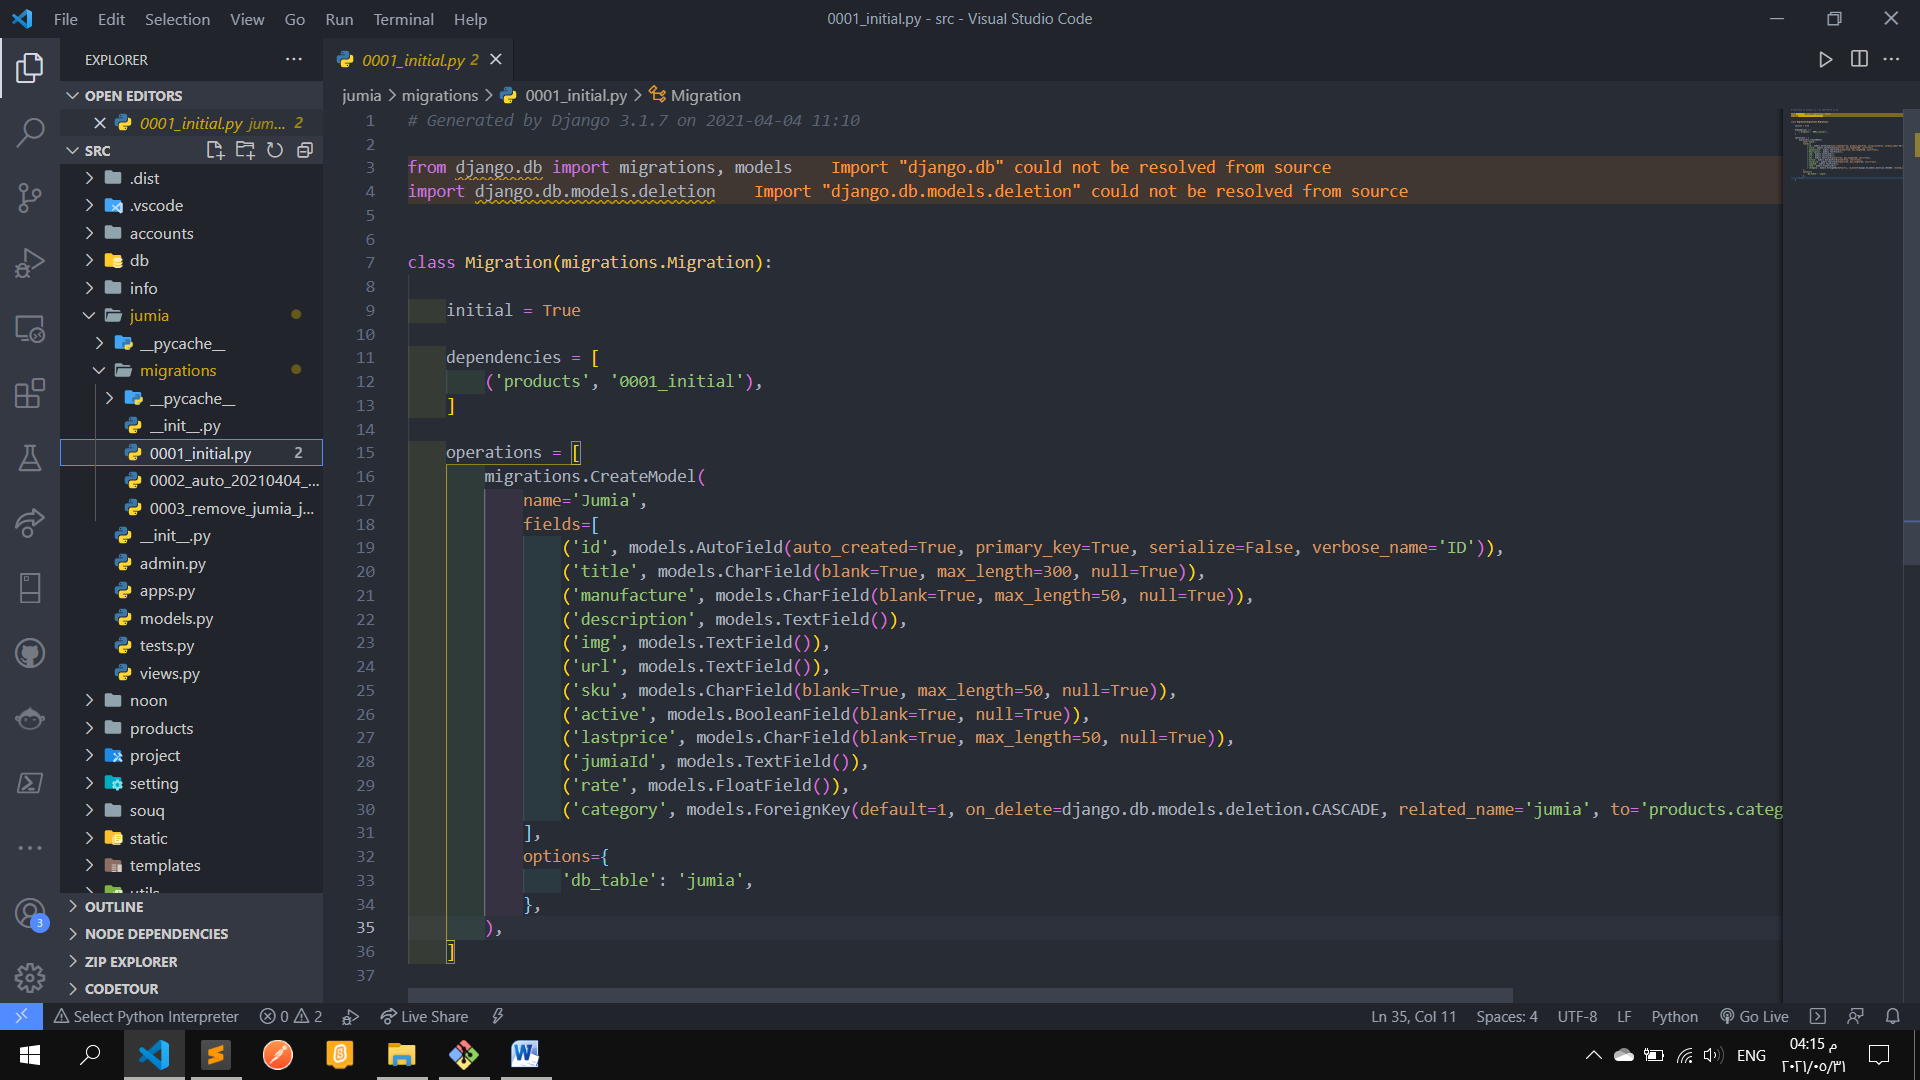 File Edit Selection View Go Run Terminal Help
0001_initial.py - src - Visual Studio Code
EXPLORER
OPEN EDITORS
0001_initial.py jum... 2
SRC
.dist
.vscode
accounts
db
info
jumia
__pycache__
migrations
__pycache__
__init__.py
0001_initial.py 2
0002_auto_20210404_...
0003_remove_jumia_j...
__init__.py
admin.py
apps.py
models.py
tests.py
views.py
noon
products
project
setting
souq
static
templates
utils
OUTLINE
NODE DEPENDENCIES
ZIP EXPLORER
CODETOUR
0001_initial.py 2
jumia > migrations > 0001_initial.py > Migration
1 # Generated by Django 3.1.7 on 2021-04-04 11:10
2
3 from django.db import migrations, models Import "django.db" could not be resolved from source
4 import django.db.models.deletion Import "django.db.models.deletion" could not be resolved from source
5
6
7 class Migration(migrations.Migration):
8
9 initial = True
10
11 dependencies = [
12 ('products', '0001_initial'),
13 ]
14
15 operations = [
16 migrations.CreateModel(
17 name='Jumia',
18 fields=[
19 ('id', models.AutoField(auto_created=True, primary_key=True, serialize=False, verbose_name='ID')),
20 ('title', models.CharField(blank=True, max_length=300, null=True)),
21 ('manufacture', models.CharField(blank=True, max_length=50, null=True)),
22 ('description', models.TextField()),
23 ('img', models.TextField()),
24 ('url', models.TextField()),
25 ('sku', models.CharField(blank=True, max_length=50, null=True)),
26 ('active', models.BooleanField(blank=True, null=True)),
27 ('lastprice', models.CharField(blank=True, max_length=50, null=True)),
28 ('jumiaId', models.TextField()),
29 ('rate', models.FloatField()),
30 ('category', models.ForeignKey(default=1, on_delete=django.db.models.deletion.CASCADE, related_name='jumia', to='products.categ
31 ],
32 options={
33 'db_table': 'jumia',
34 },
35 ),
36 ]
37
3
Select Python Interpreter 0 2 Live Share
Ln 35, Col 11 Spaces: 4 UTF-8 LF Python Go Live
ENG
04:15 م
٢٠٢١/٠٥/٣١